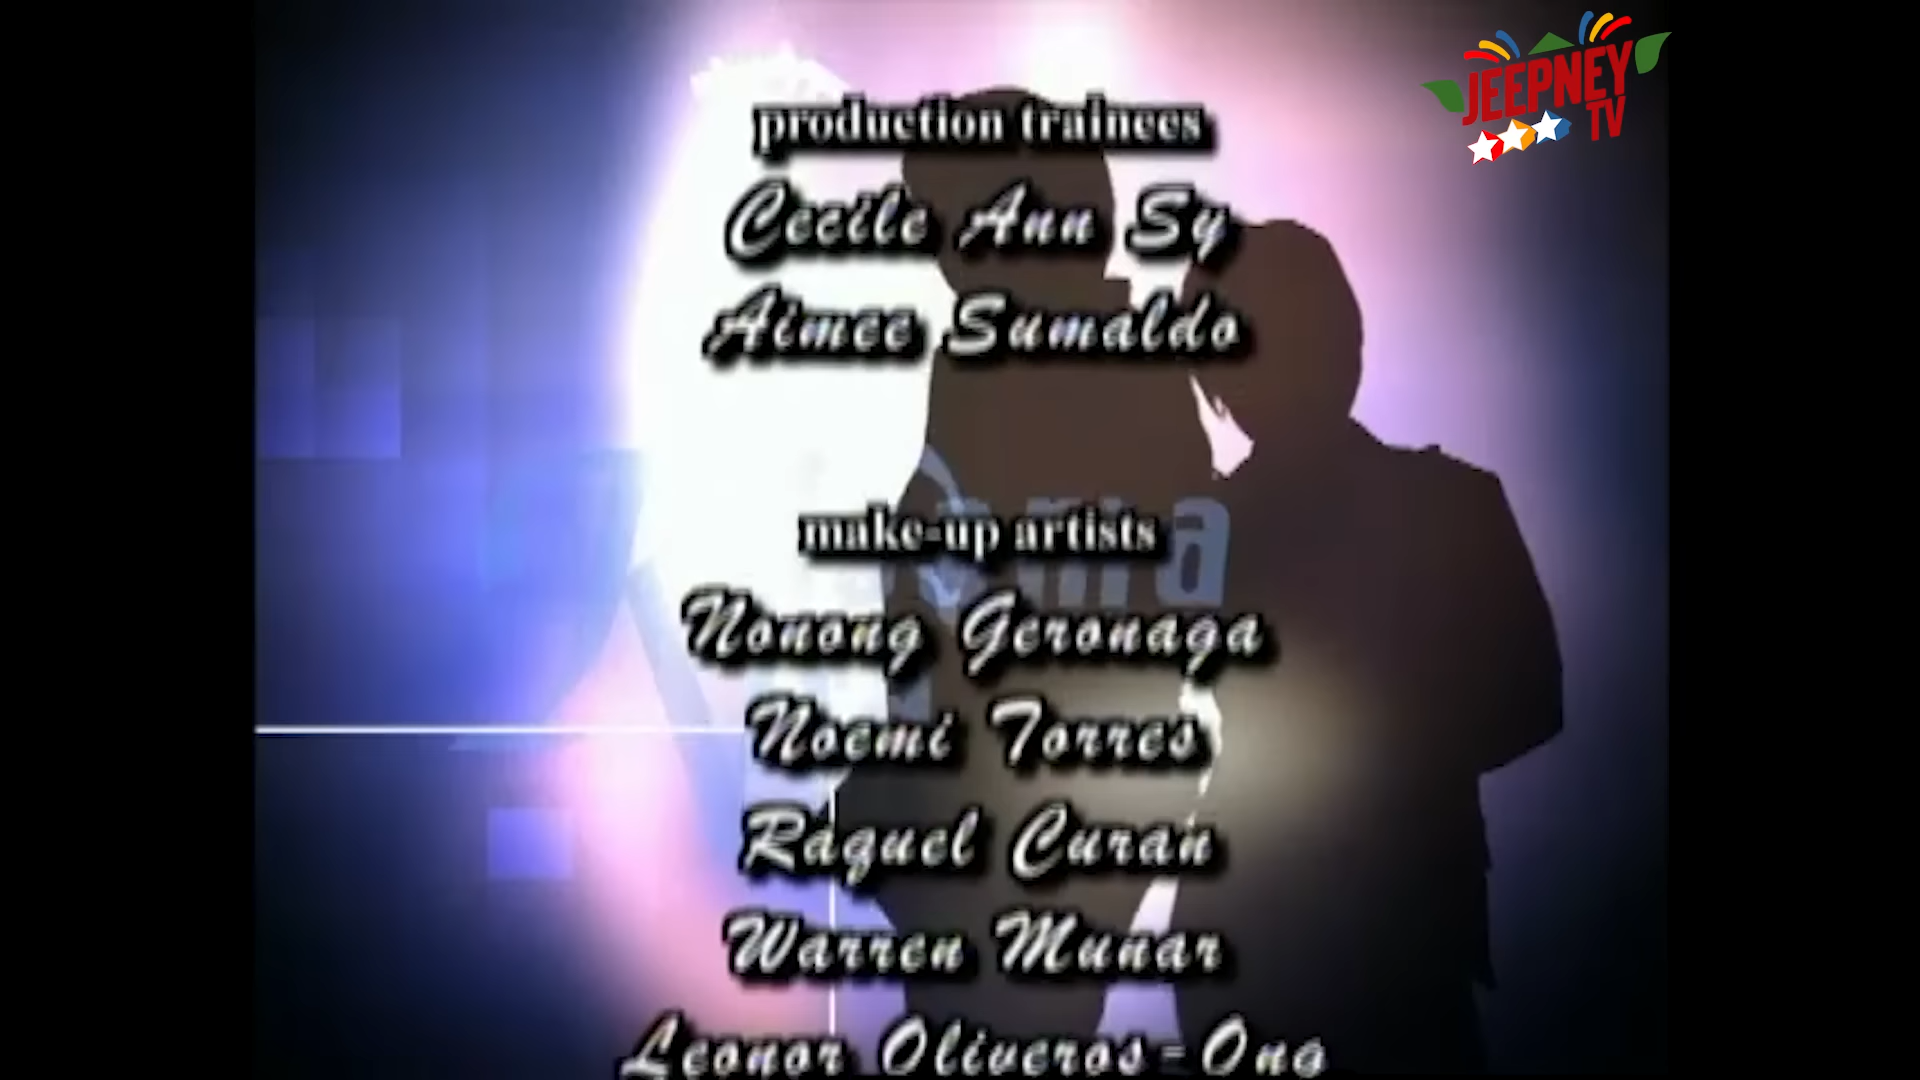 JEEPNEY
TV
production trainees
Cecile Ann Sy
Aimee Sumaldo
make-up artists
Nonong Geronaga
Noemi Torres
Raquel Curan
Warren Munar
Leonor Oliveros-Ong